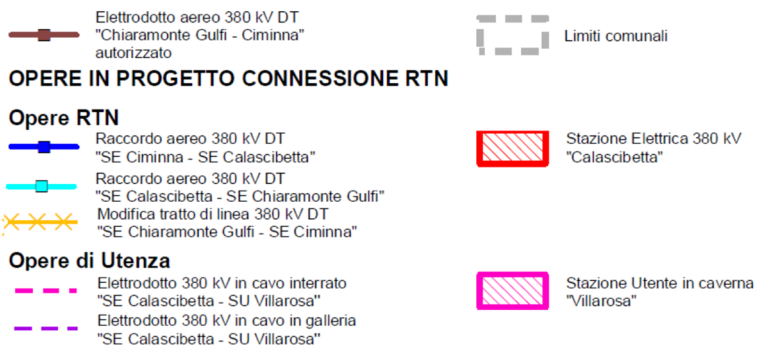 Elettrodotto aereo 380 kV DT
"Chiaramonte Gulfi - Ciminna"
autorizzato
Limiti comunali
OPERE IN PROGETTO CONNESSIONE RTN
Opere RTN
Raccordo aereo 380 kV DT
"SE Ciminna - SE Calascibetta"
Stazione Elettrica 380 kV
"Calascibetta"
Raccordo aereo 380 kV DT
"SE Calascibetta - SE Chiaramonte Gulfi"
Modifica tratto di linea 380 kV DT
"SE Chiaramonte Gulfi - SE Ciminna"
Opere di Utenza
Elettrodotto 380 kV in cavo interrato
"SE Calascibetta - SU Villarosa"
Stazione Utente in caverna
"Villarosa"
Elettrodotto 380 kV in cavo in galleria
"SE Calascibetta - SU Villarosa"